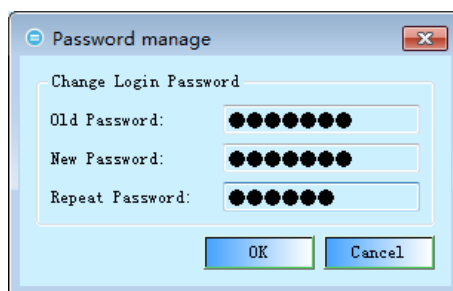 Password manage
Change Login Password
Old Password: ●●●●●●●
New Password: ●●●●●●●
Repeat Password: ●●●●●●
OK Cancel